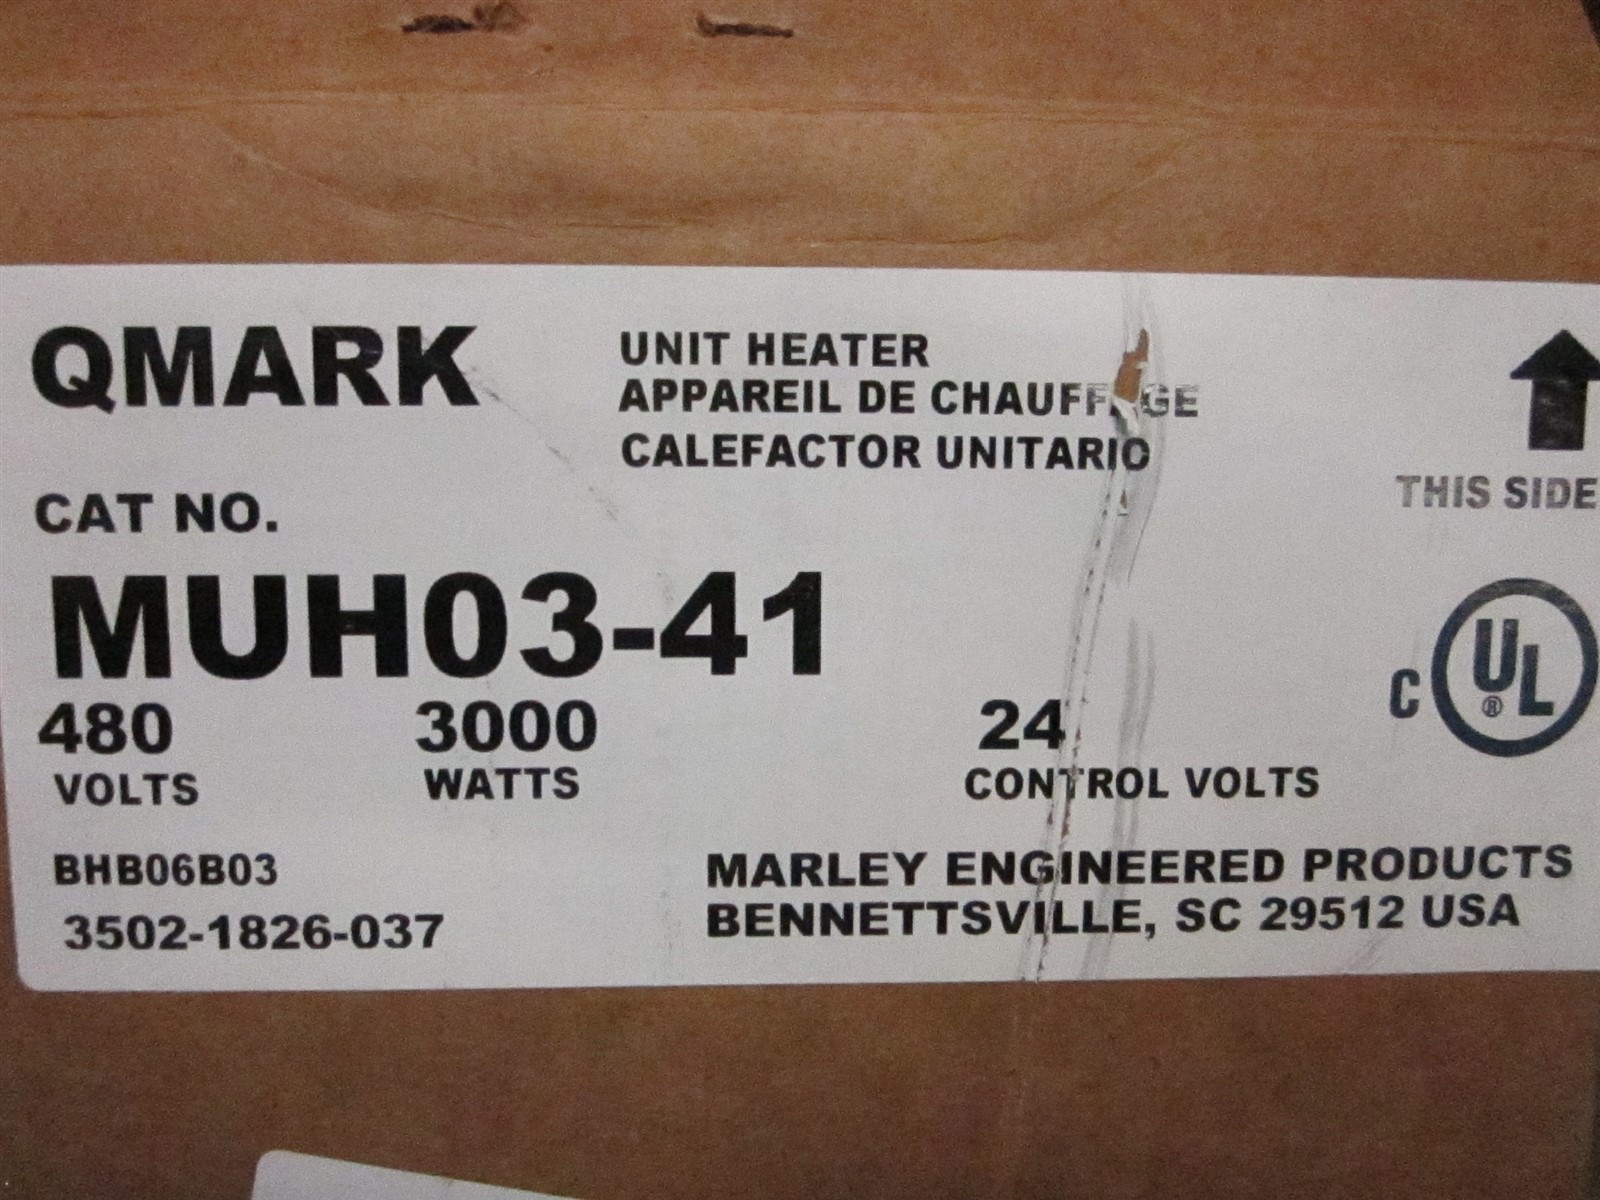 QMARK
UNIT HEATER
APPAREIL DE CHAUFFAGE
CALEFACTOR UNITARIO
THIS SIDE
CAT NO.
MUH03-41
480
VOLTS
3000
WATTS
24
CONTROL VOLTS
C UL ®
BHB06B03
3502-1826-037
MARLEY ENGINEERED PRODUCTS
BENNETTSVILLE, SC 29512 USA